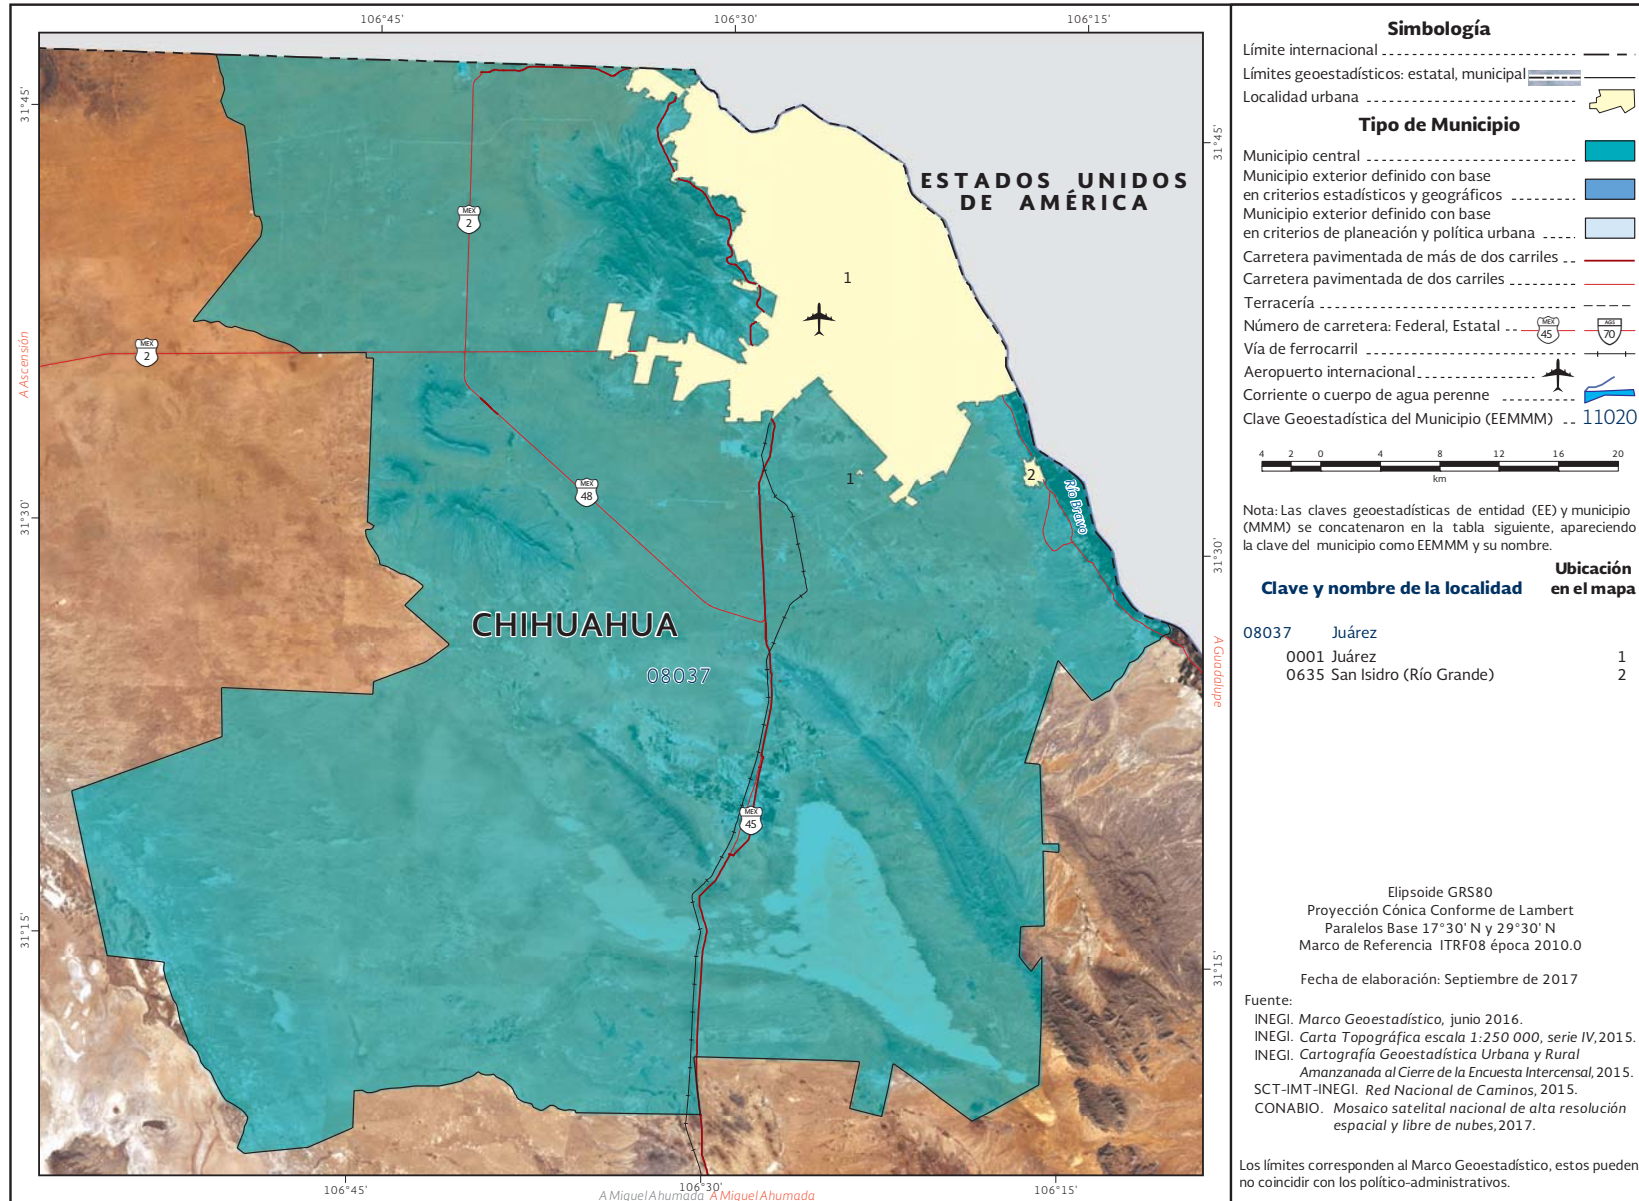 106°45'
106°30'
106°15'
31°45'
31°30'
31°15'
31°45'
31°30'
31°15'
106°45'
106°30'
106°15'
A Ascensión
A Guadalupe
A Miguel Ahumada A Miguel Ahumada
ESTADOS UNIDOS
DE AMÉRICA
MEX
2
MEX
2
MEX
48
MEX
45
1
1
2
Río Bravo
CHIHUAHUA
08037
Simbología
Límite internacional
Límites geoestadísticos: estatal, municipal
Localidad urbana
Tipo de Municipio
Municipio central
Municipio exterior definido con base
en criterios estadísticos y geográficos
Municipio exterior definido con base
en criterios de planeación y política urbana
Carretera pavimentada de más de dos carriles
Carretera pavimentada de dos carriles
Terracería
Número de carretera: Federal, Estatal MEX 45 AGS 70
Vía de ferrocarril
Aeropuerto internacional
Corriente o cuerpo de agua perenne
Clave Geoestadística del Municipio (EEMMM) 11020
4 2 0 4 8 12 16 20
km
Nota: Las claves geoestadísticas de entidad (EE) y municipio
(MMM) se concatenaron en la tabla siguiente, apareciendo
la clave del municipio como EEMMM y su nombre.
Clave y nombre de la localidad Ubicación
en el mapa
08037 Juárez
0001 Juárez 1
0635 San Isidro (Río Grande) 2
Elipsoide GRS80
Proyección Cónica Conforme de Lambert
Paralelos Base 17°30' N y 29°30' N
Marco de Referencia ITRF08 época 2010.0
Fecha de elaboración: Septiembre de 2017
Fuente:
INEGI. Marco Geoestadístico, junio 2016.
INEGI. Carta Topográfica escala 1:250 000, serie IV, 2015.
INEGI. Cartografía Geoestadística Urbana y Rural
Amanzanada al Cierre de la Encuesta Intercensal, 2015.
SCT-IMT-INEGI. Red Nacional de Caminos, 2015.
CONABIO. Mosaico satelital nacional de alta resolución
espacial y libre de nubes, 2017.
Los límites corresponden al Marco Geoestadístico, estos pueden
no coincidir con los político-administrativos.